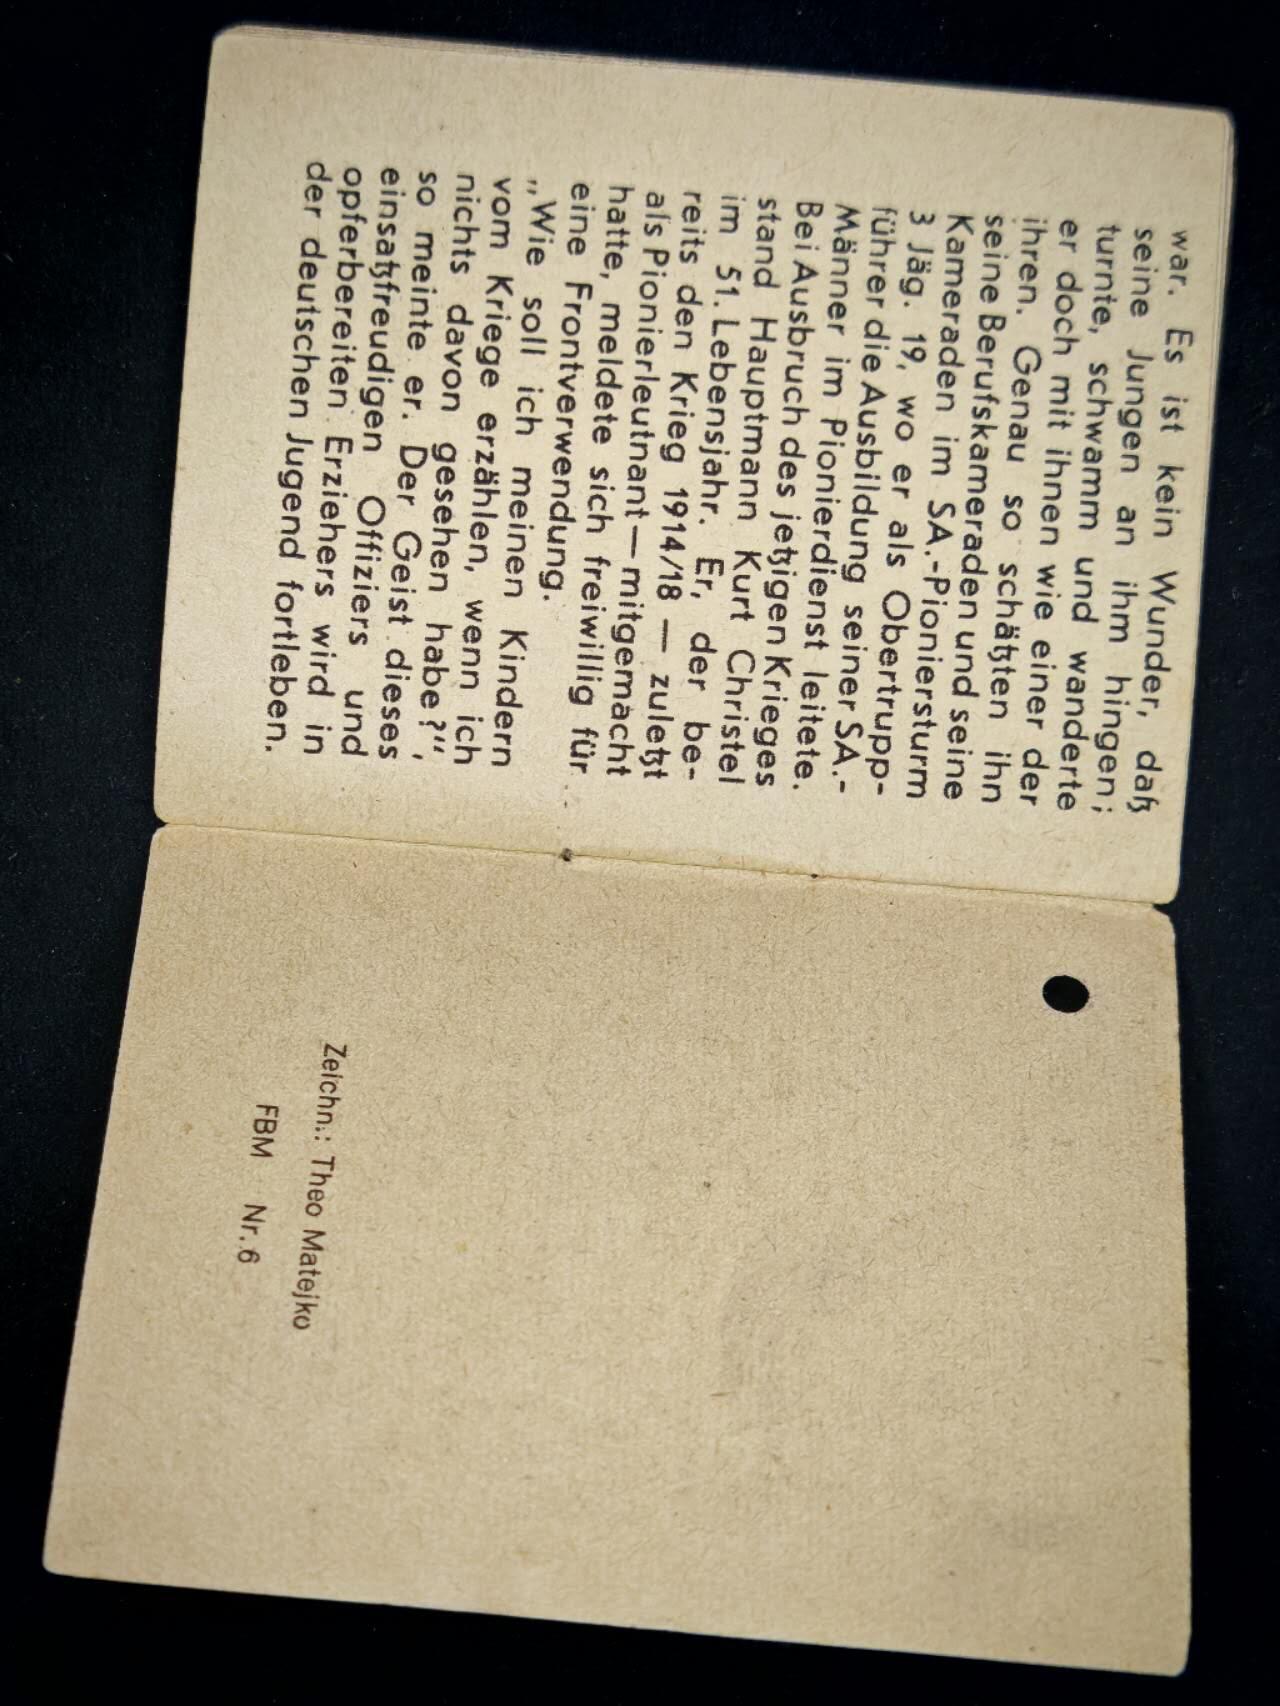 war. Es ist kein Wunder, daß
seine Jungen an ihm hingen;
turnte, schwamm und wanderte
er doch mit ihnen wie einer der
ihren. Genau so schätzten ihn
seine Berufskameraden und seine
Kameraden im SA.-Pioniersturm
3 Jäg. 19, wo er als Obertrupp-
führer die Ausbildung seiner SA.-
Männer im Pionierdienst leitete.
Bei Ausbruch des jetzigen Krieges
stand Hauptmann Kurt Christel
im 51. Lebensjahr. Er, der be-
reits den Krieg 1914/18 — zuletzt
als Pionierleutnant — mitgemacht
hatte, meldete sich freiwillig für
eine Frontverwendung.
„Wie soll ich meinen Kindern
vom Kriege erzählen, wenn ich
nichts davon gesehen habe?“,
so meinte er. Der Geist dieses
einsatzfreudigen Offiziers und
opferbereiten Erziehers wird in
der deutschen Jugend fortleben.
Zeichn.: Theo Matejko
FBM Nr. 6